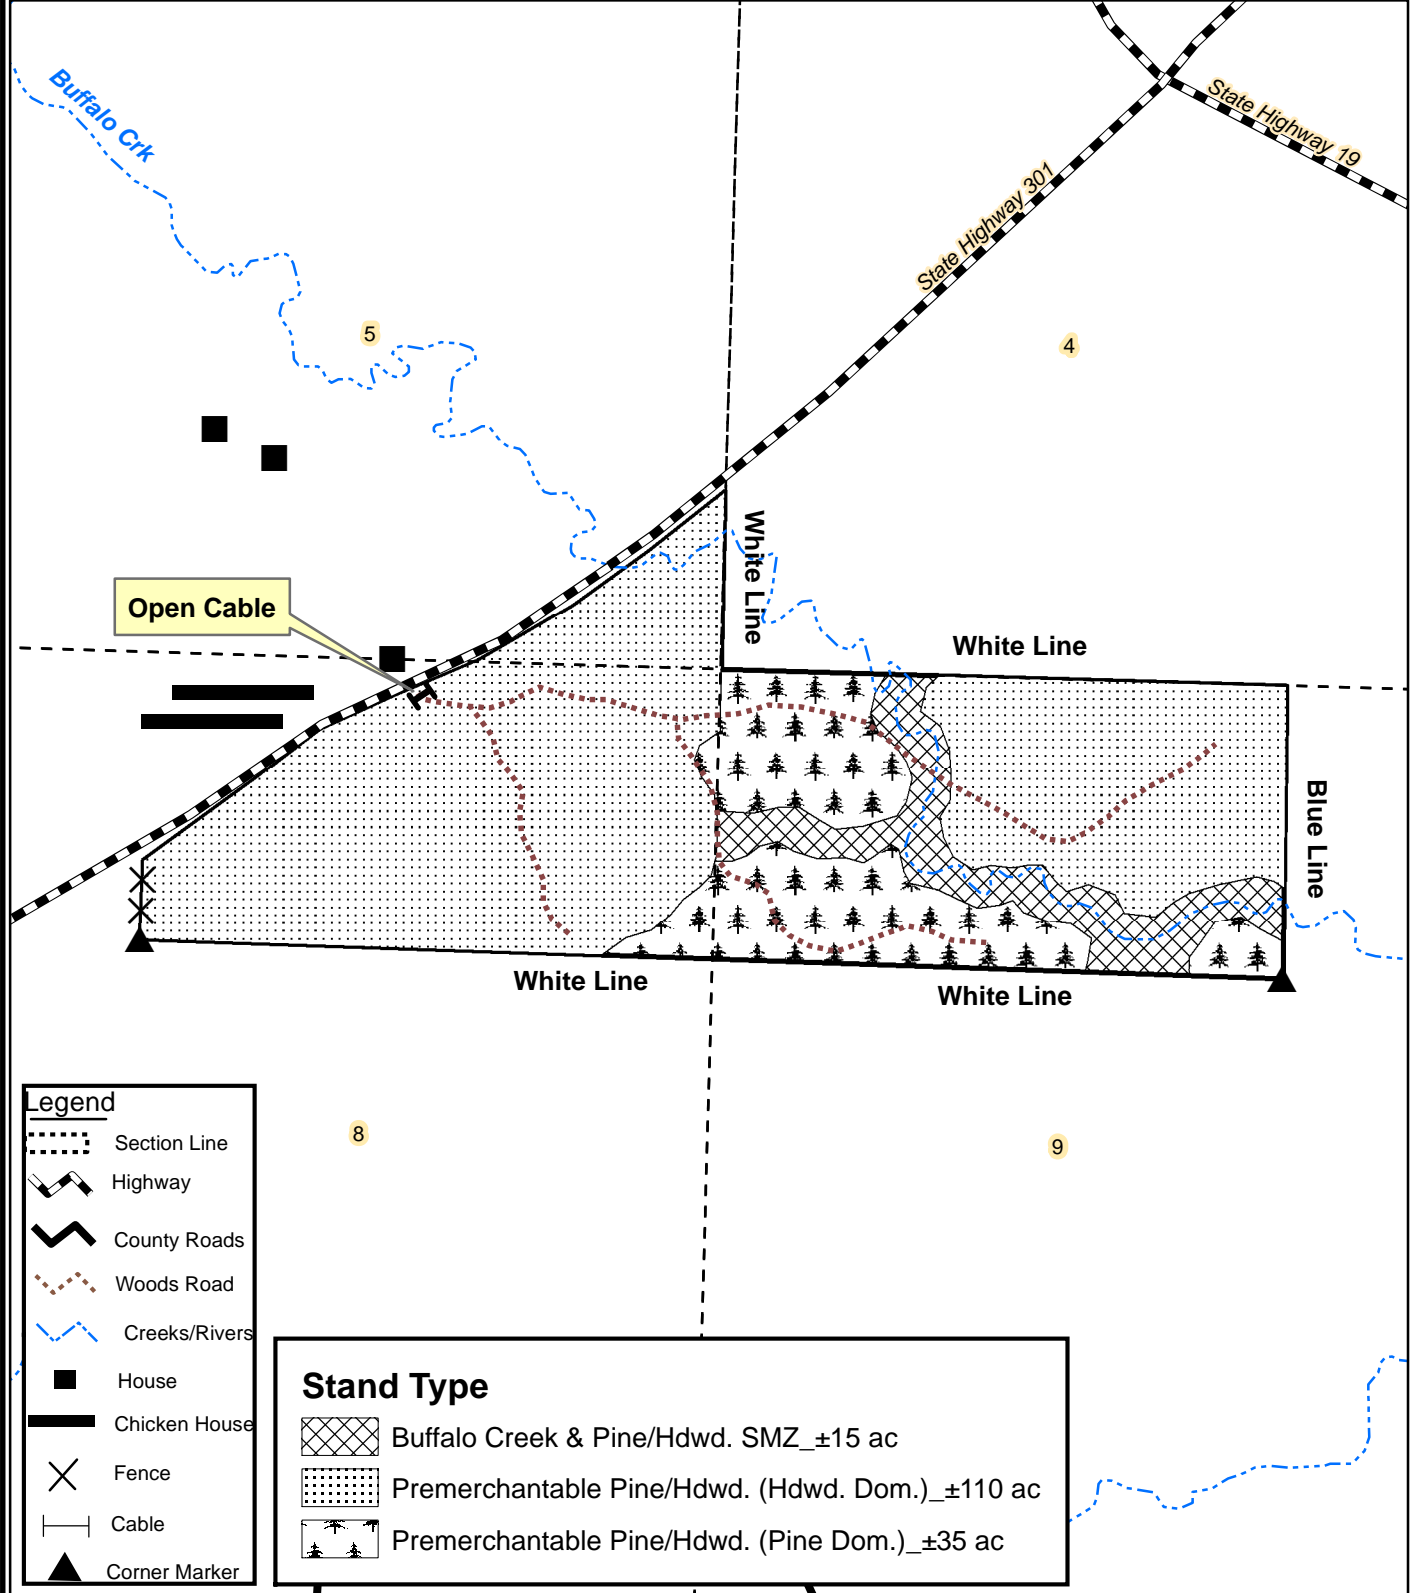 Buffalo Crk
State Highway 19
State Highway 301
5
4
White Line
Open Cable
White Line
Blue Line
White Line
White Line
8
9
Legend
Section Line
Highway
County Roads
Woods Road
Creeks/Rivers
House
Chicken House
Fence
Cable
Corner Marker
Stand Type
Buffalo Creek & Pine/Hdwd. SMZ_±15 ac
Premerchantable Pine/Hdwd. (Hdwd. Dom.)_±110 ac
Premerchantable Pine/Hdwd. (Pine Dom.)_±35 ac